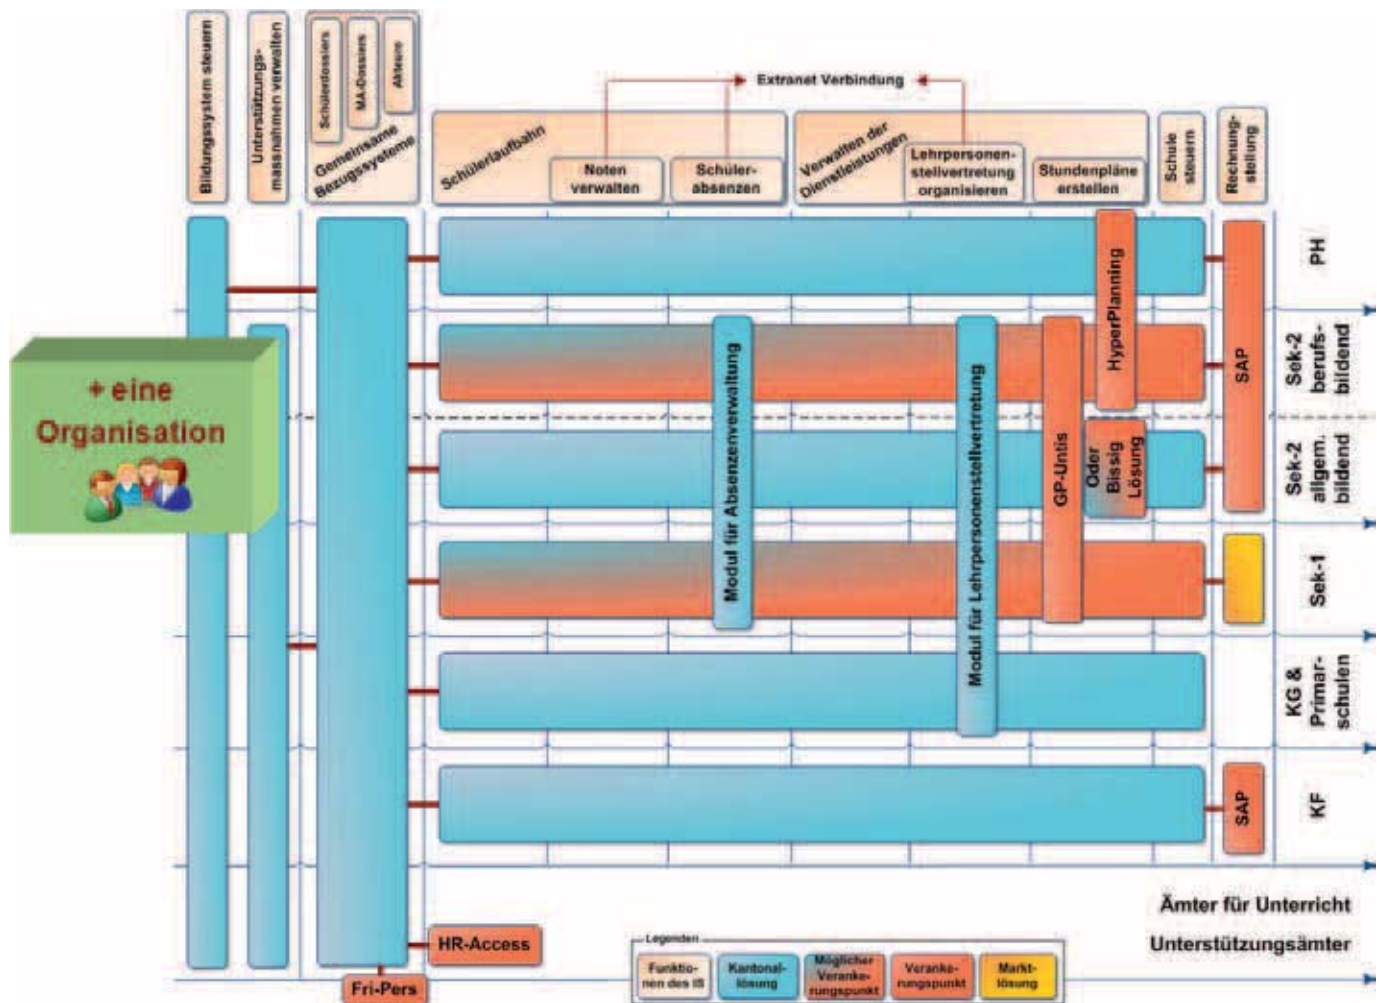 Bildungssystem steuern
Unterstützungs-
massnahmen verwalten
Schülerdossiers
MA-Dossiers
Akteure
Gemeinsame
Bezugssysteme
Extranet Verbindung
Schülerlaufbahn
Noten
verwalten
Schüler-
absenzen
Verwalten der
Dienstleistungen
Lehrpersonen-
stellvertretung
organisieren
Stundenpläne
erstellen
Schule
steuern
Rechnung-
stellung
PH
Sek-2
berufs-
bildend
Sek-2
allgem.
bildend
Sek-1
KG &
Primar-
schulen
KF
+ eine
Organisation
Modul für Absenzenverwaltung
Modul für Lehrpersonenstellvertretung
GP-Untis
HyperPlanning
Oder
Bissig
Lösung
SAP
SAP
Ämter für Unterricht
Unterstützungsämter
HR-Access
Fri-Pers
Legenden
Funktio-
nen des IS
Kantonal-
lösung
Möglicher
Veranke-
rungspunkt
Veranke-
rungspunkt
Markt-
lösung